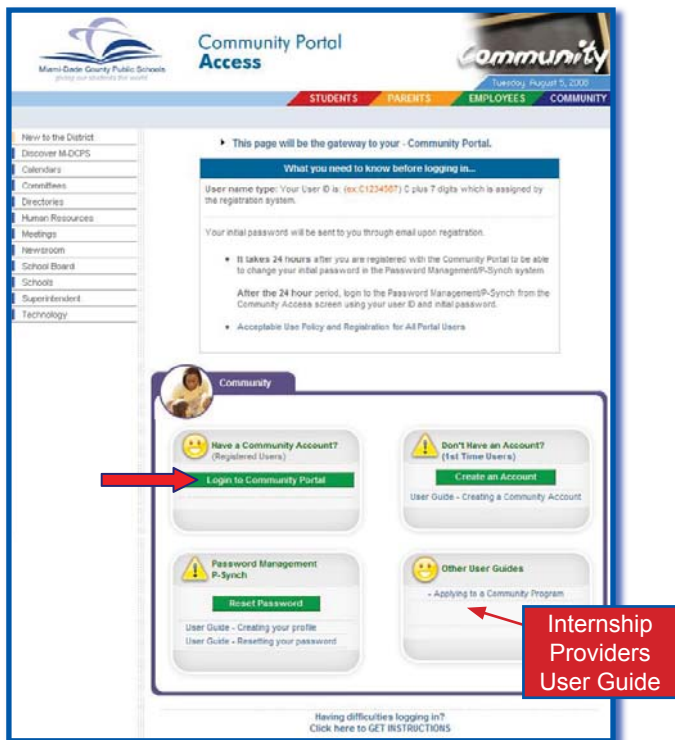 Miami-Dade County Public Schools
giving our students the world
Community Portal
Access
Community
Tuesday, August 5, 2008
STUDENTS PARENTS EMPLOYEES COMMUNITY
New to the District
Discover M-DCPS
Calendars
Committees
Directories
Human Resources
Meetings
Newsroom
School Board
Schools
Superintendent
Technology
This page will be the gateway to your - Community Portal.
What you need to know before logging in...
User name type: Your User ID is: (ex:C1234567) C plus 7 digits which is assigned by
the registration system.
Your initial password will be sent to you through email upon registration.
It takes 24 hours after you are registered with the Community Portal to be able
to change your initial password in the Password Management/P-Synch system
After the 24 hour period, login to the Password Management/P-Synch from the
Community Access screen using your user ID and initial password.
Acceptable Use Policy and Registration for All Portal Users
Community
Have a Community Account?
(Registered Users)
Login to Community Portal
Don't Have an Account?
(1st Time Users)
Create an Account
User Guide - Creating a Community Account
Password Management
P-Synch
Reset Password
User Guide - Creating your profile
User Guide - Resetting your password
Other User Guides
- Applying to a Community Program
Internship
Providers
User Guide
Having difficulties logging in?
Click here to GET INSTRUCTIONS